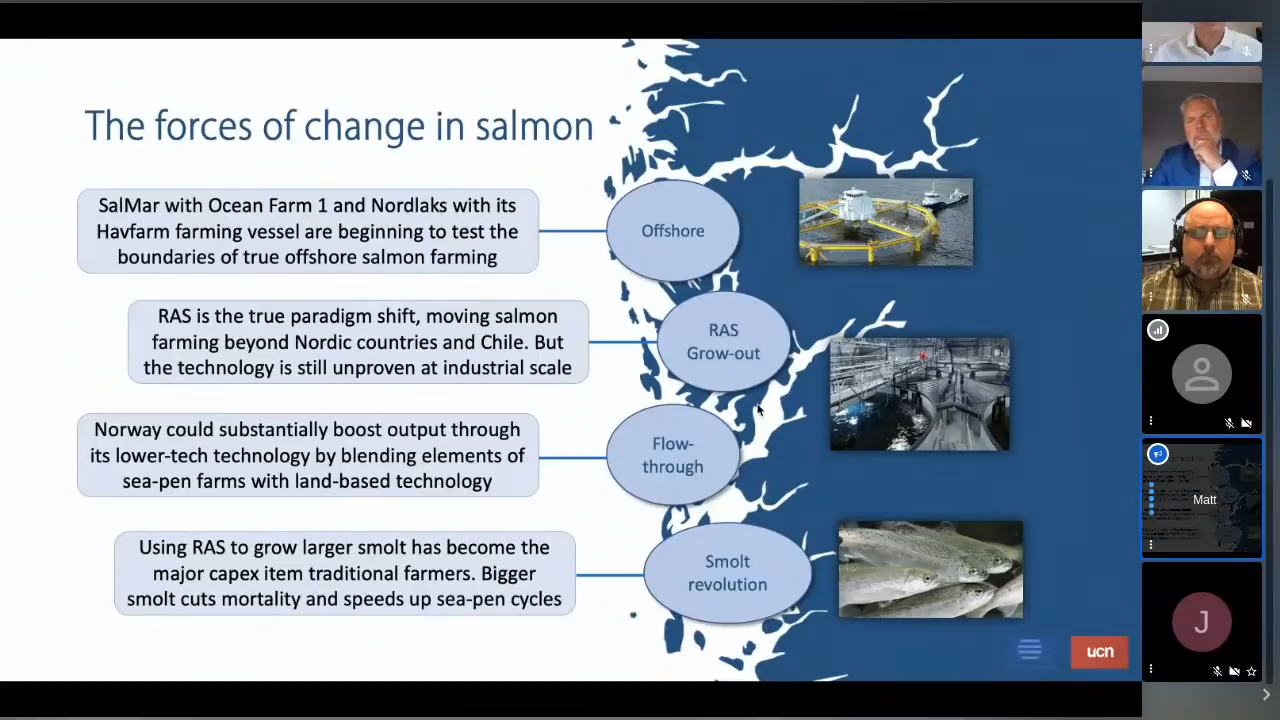 The forces of change in salmon
SalMar with Ocean Farm 1 and Nordlaks with its
Havfarm farming vessel are beginning to test the
boundaries of true offshore salmon farming
Offshore
RAS is the true paradigm shift, moving salmon
farming beyond Nordic countries and Chile. But
the technology is still unproven at industrial scale
RAS
Grow-out
Norway could substantially boost output through
its lower-tech technology by blending elements of
sea-pen farms with land-based technology
Flow-
through
Using RAS to grow larger smolt has become the
major capex item traditional farmers. Bigger
smolt cuts mortality and speeds up sea-pen cycles
Smolt
revolution
ucn
Matt
J